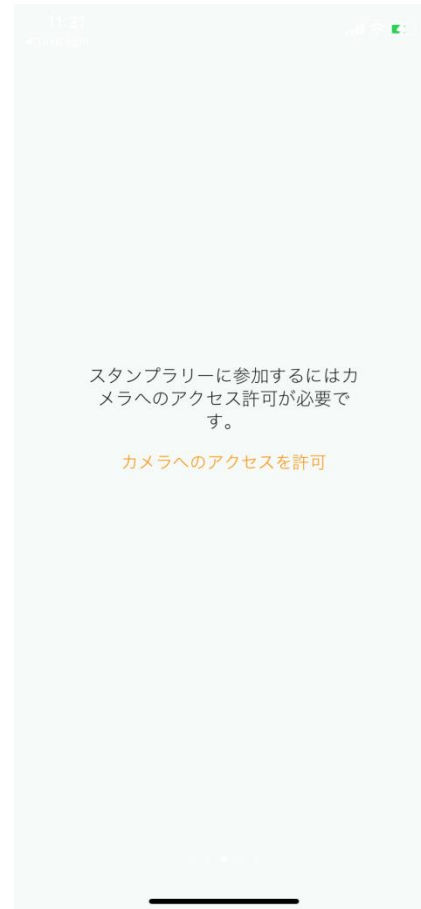 スタンプラリーに参加するにはカ
メラへのアクセス許可が必要で
す。
カメラへのアクセスを許可